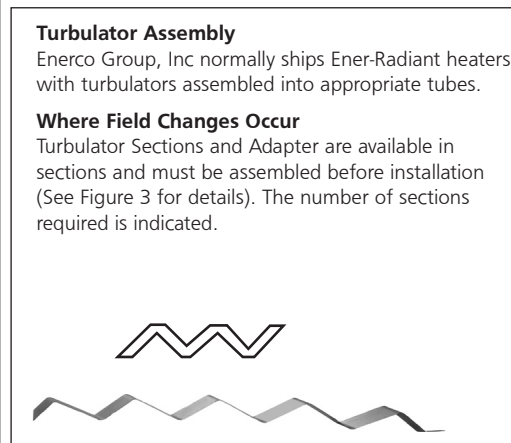 Turbulator Assembly
Enerco Group, Inc normally ships Ener-Radiant heaters
with turbulators assembled into appropriate tubes.
Where Field Changes Occur
Turbulator Sections and Adapter are available in
sections and must be assembled before installation
(See Figure 3 for details). The number of sections
required is indicated.